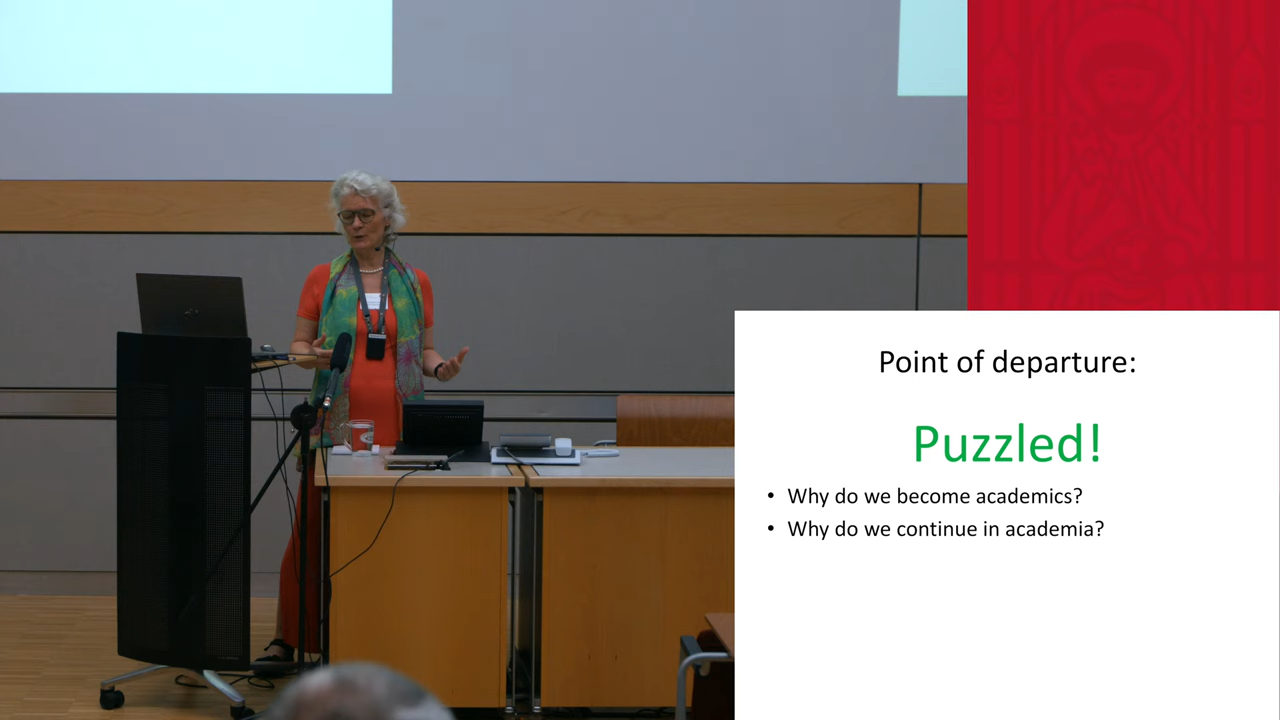 Point of departure:
Puzzled!
• Why do we become academics?
• Why do we continue in academia?